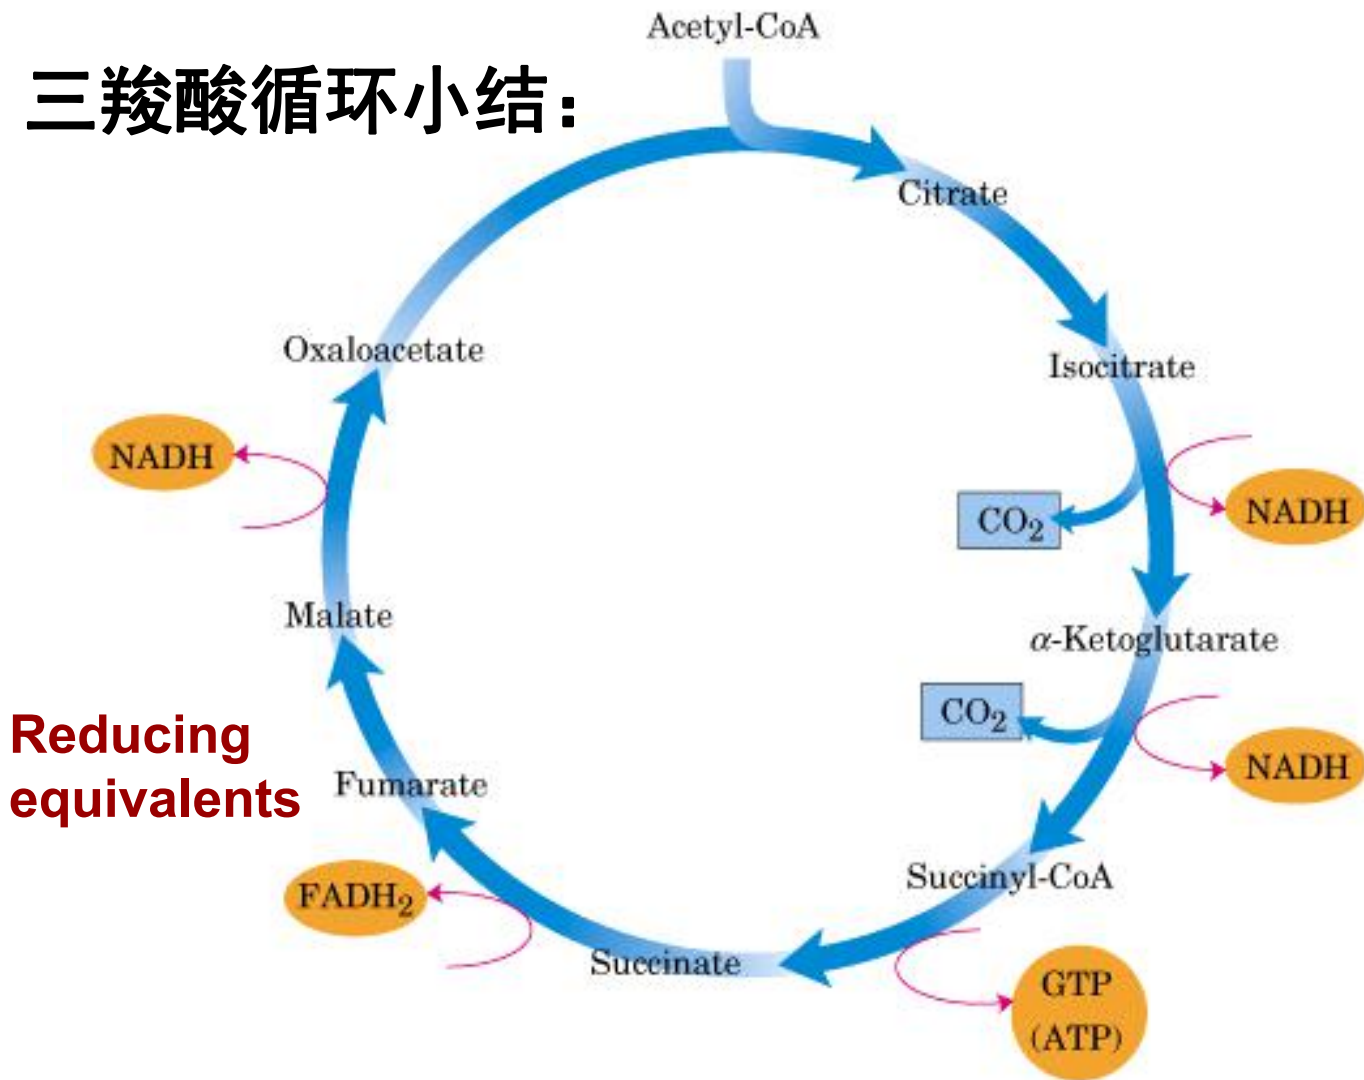 Acetyl-CoA
三羧酸循环小结：
Citrate
Oxaloacetate
Isocitrate
NADH
CO2
NADH
Malate
α-Ketoglutarate
CO2
NADH
Reducing
equivalents
Fumarate
Succinyl-CoA
FADH2
Succinate
GTP
(ATP)